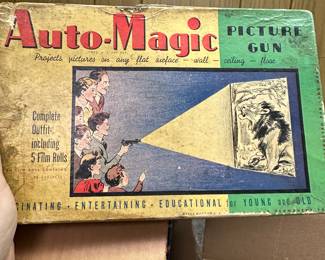 Auto-Magic
PICTURE
GUN
Projects pictures on any flat surface - wall - ceiling - floor
Complete
Outfit
including
5 Film Rolls
CINATING • ENTERTAINING • EDUCATIONAL for YOUNG and OLD